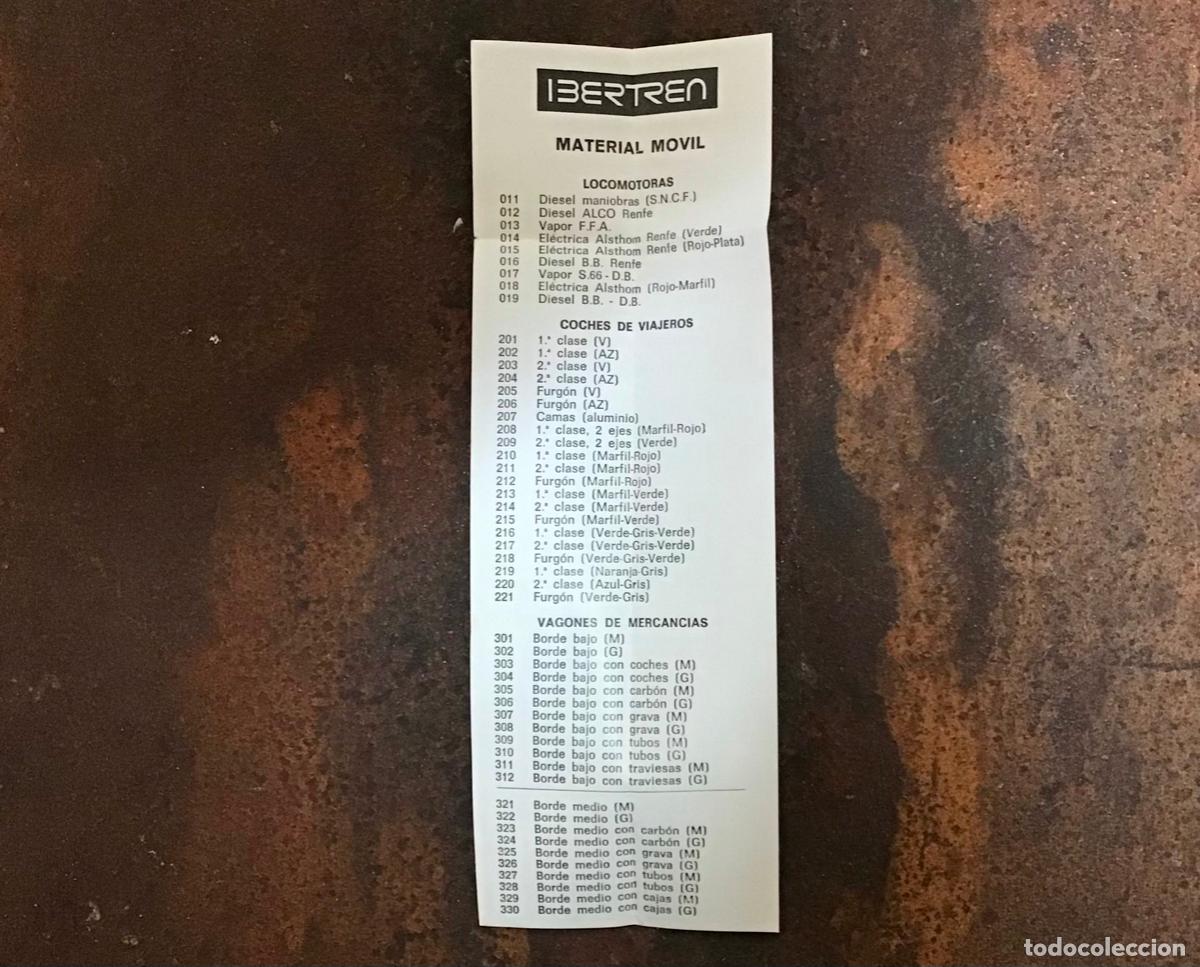 IBERTREN
MATERIAL MOVIL
LOCOMOTORAS
011 Diesel maniobras (S.N.C.F.)
012 Diesel ALCO Renfe
013 Vapor F.F.A.
014 Eléctrica Alsthom Renfe (Verde)
015 Eléctrica Alsthom Renfe (Rojo-Plata)
016 Diesel B.B. Renfe
017 Vapor S.66 - D.B.
018 Eléctrica Alsthom (Rojo-Marfil)
019 Diesel B.B. - D.B.
COCHES DE VIAJEROS
201 1.ª clase (V)
202 1.ª clase (AZ)
203 2.ª clase (V)
204 2.ª clase (AZ)
205 Furgón (V)
206 Furgón (AZ)
207 Camas (aluminio)
208 1.ª clase, 2 ejes (Marfil-Rojo)
209 2.ª clase, 2 ejes (Verde)
210 1.ª clase (Marfil-Rojo)
211 2.ª clase (Marfil-Rojo)
212 Furgón (Marfil-Rojo)
213 1.ª clase (Marfil-Verde)
214 2.ª clase (Marfil-Verde)
215 Furgón (Marfil-Verde)
216 1.ª clase (Verde-Gris-Verde)
217 2.ª clase (Verde-Gris-Verde)
218 Furgón (Verde-Gris-Verde)
219 1.ª clase (Naranja-Gris)
220 2.ª clase (Azul-Gris)
221 Furgón (Verde-Gris)
VAGONES DE MERCANCIAS
301 Borde bajo (M)
302 Borde bajo (G)
303 Borde bajo con coches (M)
304 Borde bajo con coches (G)
305 Borde bajo con carbón (M)
306 Borde bajo con carbón (G)
307 Borde bajo con grava (M)
308 Borde bajo con grava (G)
309 Borde bajo con tubos (M)
310 Borde bajo con tubos (G)
311 Borde bajo con traviesas (M)
312 Borde bajo con traviesas (G)
321 Borde medio (M)
322 Borde medio (G)
323 Borde medio con carbón (M)
324 Borde medio con carbón (G)
325 Borde medio con grava (M)
326 Borde medio con grava (G)
327 Borde medio con tubos (M)
328 Borde medio con tubos (G)
329 Borde medio con cajas (M)
330 Borde medio con cajas (G)
todocoleccion